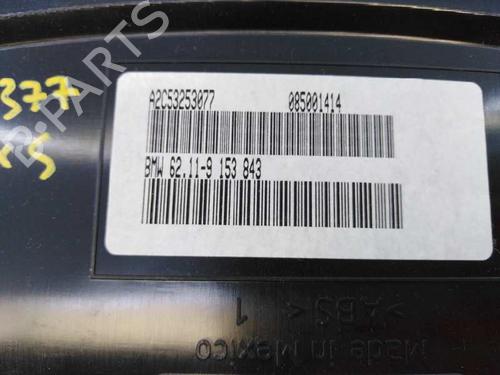 B-PARTS
377
A2C53253077 085001414
BMW 62.11-9 153 843
>ABS<
1
Made in Mexico